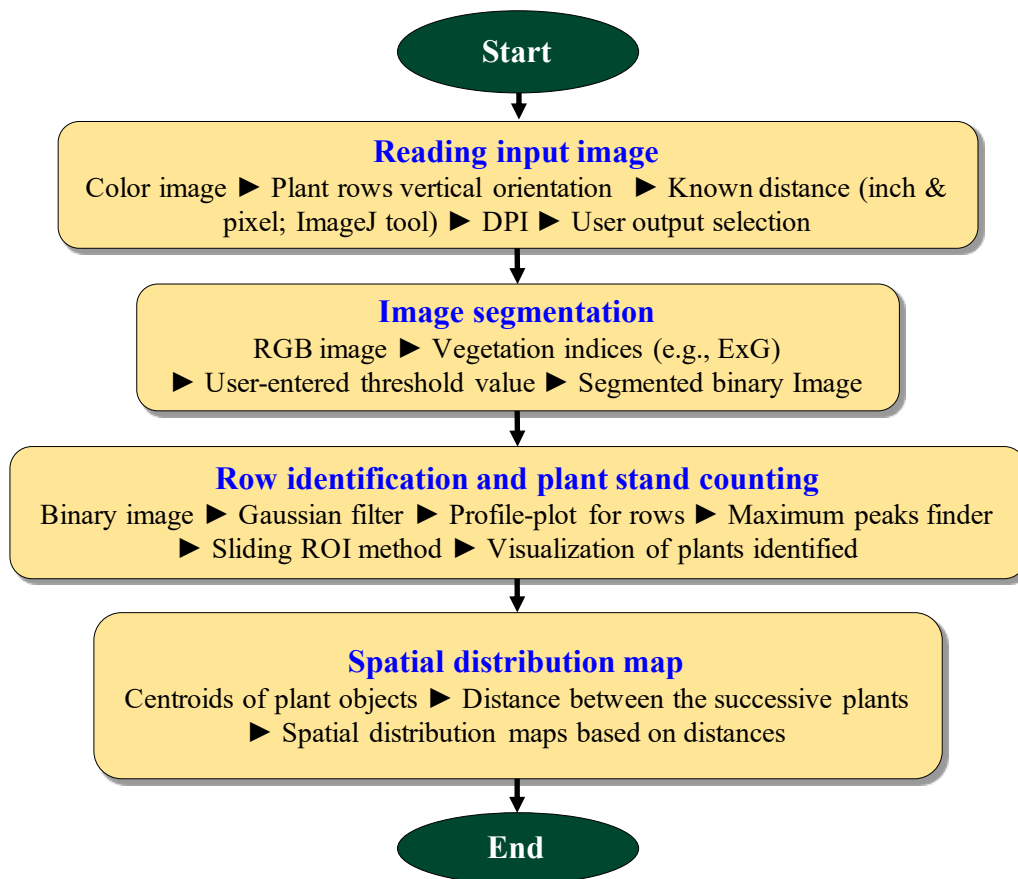 Start
Reading input image
Color image ► Plant rows vertical orientation ► Known distance (inch &
pixel; ImageJ tool) ► DPI ► User output selection
Image segmentation
RGB image ► Vegetation indices (e.g., ExG)
► User-entered threshold value ► Segmented binary Image
Row identification and plant stand counting
Binary image ► Gaussian filter ► Profile-plot for rows ► Maximum peaks finder
► Sliding ROI method ► Visualization of plants identified
Spatial distribution map
Centroids of plant objects ► Distance between the successive plants
► Spatial distribution maps based on distances
End